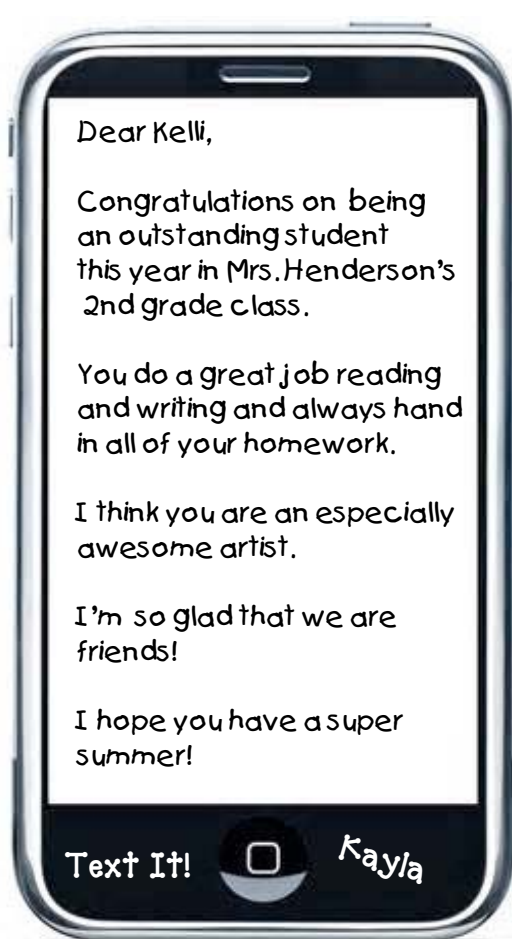 Dear Kelli,
Congratulations on being
an outstanding student
this year in Mrs. Henderson's
2nd grade class.
You do a great job reading
and writing and always hand
in all of your homework.
I think you are an especially
awesome artist.
I'm so glad that we are
friends!
I hope you have a super
summer!
Text It!
Kayla